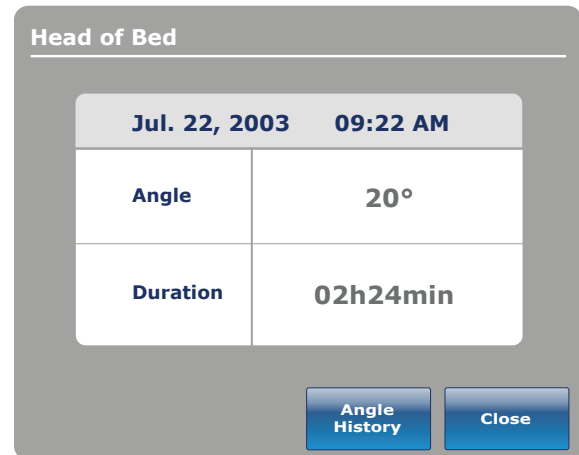 Head of Bed
Jul. 22, 2003 09:22 AM
Angle 20°
Duration 02h24min
Angle
History
Close